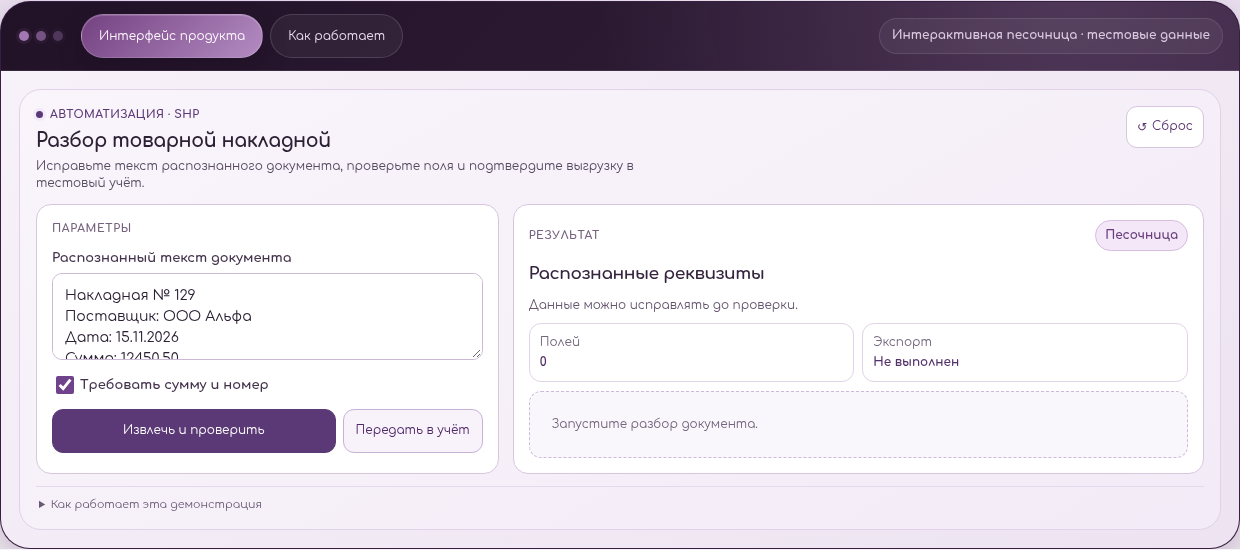 Интерфейс продукта
Как работает
Интерактивная песочница · тестовые данные
АВТОМАТИЗАЦИЯ · SHP
Разбор товарной накладной
Исправьте текст распознанного документа, проверьте поля и подтвердите выгрузку в
тестовый учёт.
↺ Сброс
ПАРАМЕТРЫ
Распознанный текст документа
Накладная № 129
Поставщик: ООО Альфа
Дата: 15.11.2026
Сумма: 12450.50
Требовать сумму и номер
Извлечь и проверить
Передать в учёт
РЕЗУЛЬТАТ
Песочница
Распознанные реквизиты
Данные можно исправлять до проверки.
Полей
0
Экспорт
Не выполнен
Запустите разбор документа.
Как работает эта демонстрация